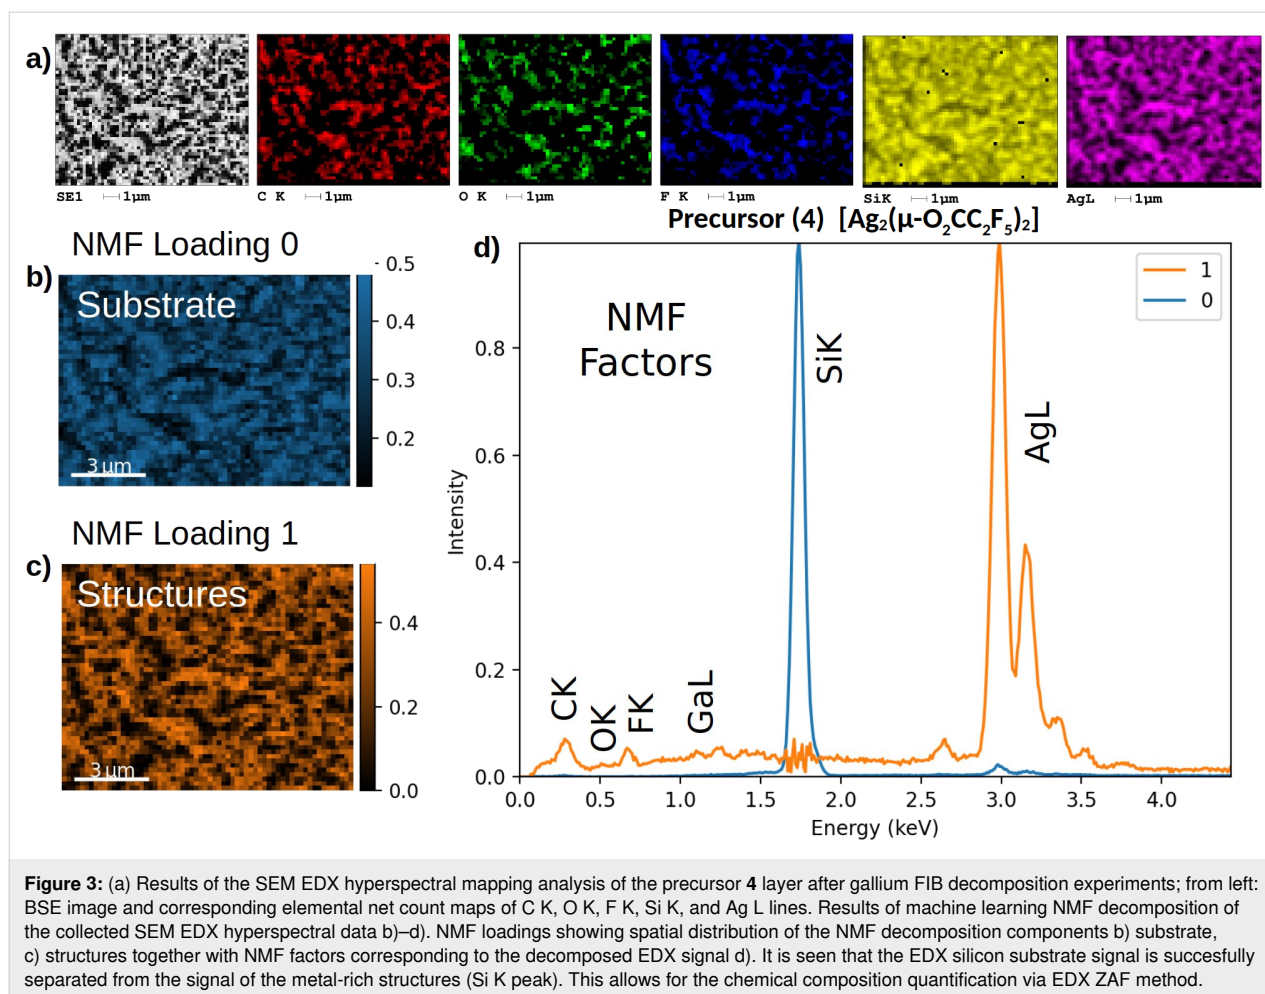 a)
SE1 1µm
C K 1µm
O K 1µm
F K 1µm
SiK 1µm
AgL 1µm
Precursor (4) [Ag₂(µ-O₂CC₂F₅)₂]
NMF Loading 0
b)
Substrate
3 µm
0.5
0.4
0.3
0.2
NMF Loading 1
c)
Structures
3 µm
0.4
0.2
0.0
d)
NMF
Factors
1
0
SiK
AgL
CK
OK
FK
GaL
Intensity
0.8
0.6
0.4
0.2
0.0
0.0 0.5 1.0 1.5 2.0 2.5 3.0 3.5 4.0
Energy (keV)
Figure 3: (a) Results of the SEM EDX hyperspectral mapping analysis of the precursor 4 layer after gallium FIB decomposition experiments; from left:
BSE image and corresponding elemental net count maps of C K, O K, F K, Si K, and Ag L lines. Results of machine learning NMF decomposition of
the collected SEM EDX hyperspectral data b)–d). NMF loadings showing spatial distribution of the NMF decomposition components b) substrate,
c) structures together with NMF factors corresponding to the decomposed EDX signal d). It is seen that the EDX silicon substrate signal is succesfully
separated from the signal of the metal-rich structures (Si K peak). This allows for the chemical composition quantification via EDX ZAF method.